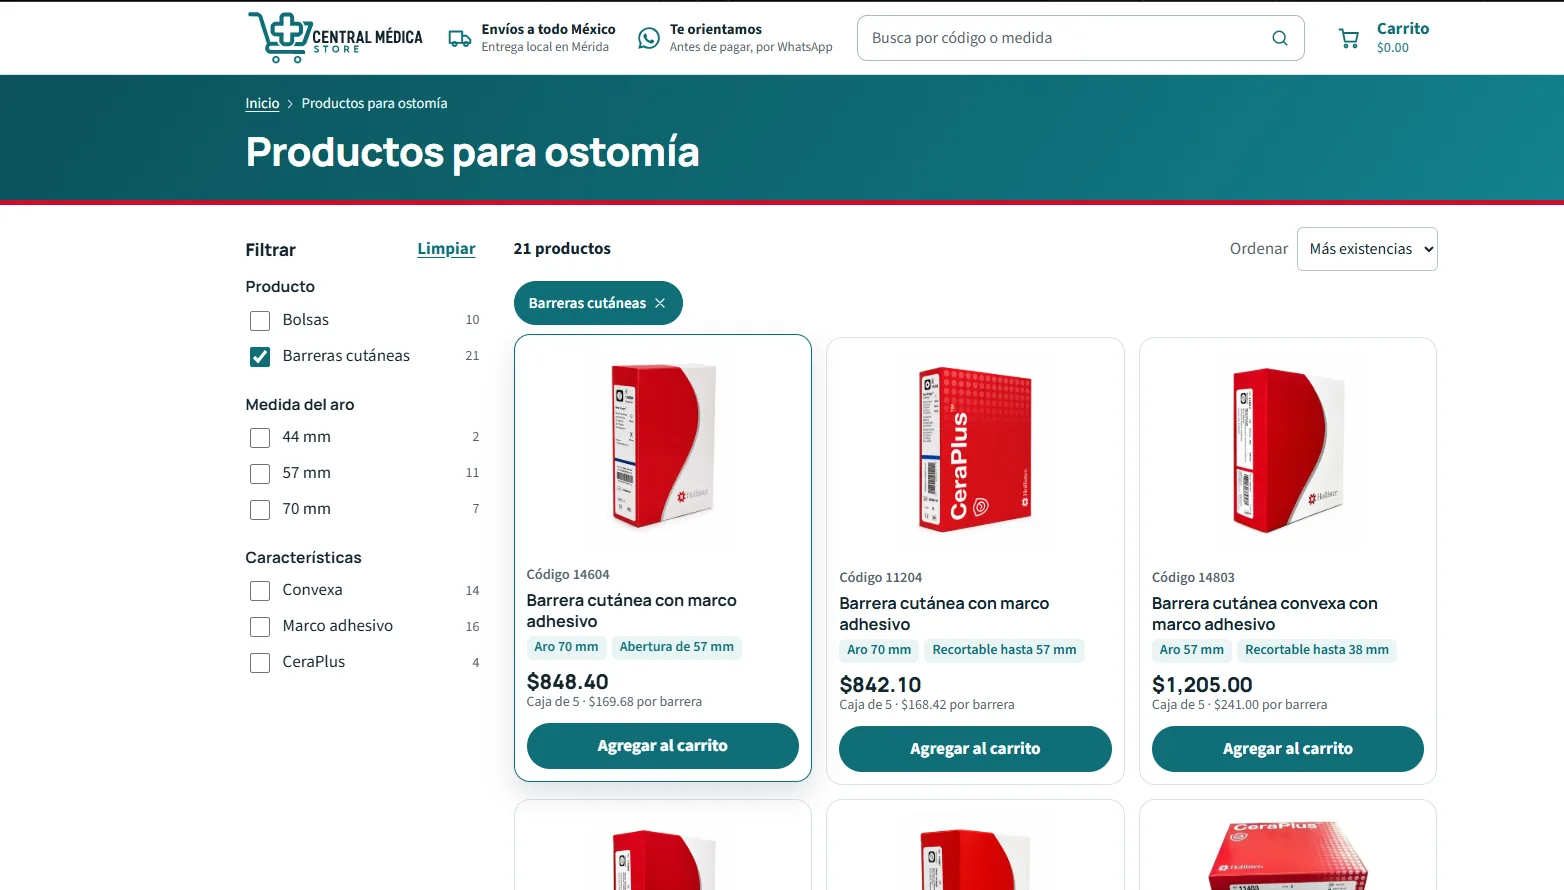 CENTRAL MÉDICA
STORE
Envíos a todo México
Entrega local en Mérida
Te orientamos
Antes de pagar, por WhatsApp
Busca por código o medida
Carrito
$0.00
Inicio > Productos para ostomía
Productos para ostomía
Filtrar
Limpiar
Producto
Bolsas 10
Barreras cutáneas 21
Medida del aro
44 mm 2
57 mm 11
70 mm 7
Características
Convexa 14
Marco adhesivo 16
CeraPlus 4
21 productos
Ordenar Más existencias
Barreras cutáneas ×
Hollister
Código 14604
Barrera cutánea con marco
adhesivo
Aro 70 mm Abertura de 57 mm
$848.40
Caja de 5 · $169.68 por barrera
Agregar al carrito
CeraPlus™
Hollister
Código 11204
Barrera cutánea con marco
adhesivo
Aro 70 mm Recortable hasta 57 mm
$842.10
Caja de 5 · $168.42 por barrera
Agregar al carrito
Hollister
Código 14803
Barrera cutánea convexa con
marco adhesivo
Aro 57 mm Recortable hasta 38 mm
$1,205.00
Caja de 5 · $241.00 por barrera
Agregar al carrito
CeraPlus
Hollister